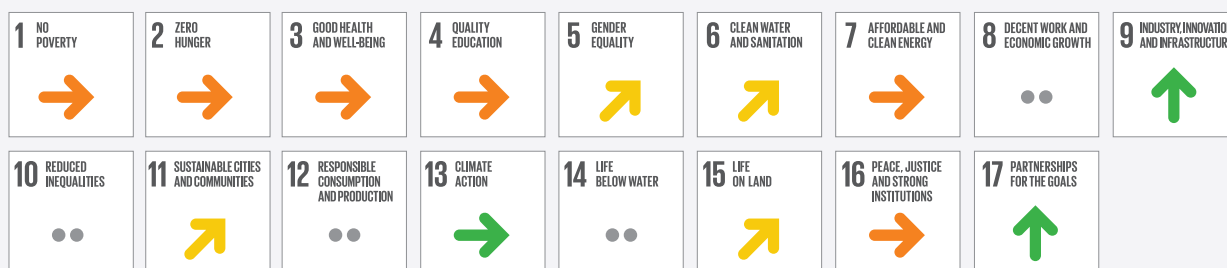 1 NO
POVERTY
2 ZERO
HUNGER
3 GOOD HEALTH
AND WELL-BEING
4 QUALITY
EDUCATION
5 GENDER
EQUALITY
6 CLEAN WATER
AND SANITATION
7 AFFORDABLE AND
CLEAN ENERGY
8 DECENT WORK AND
ECONOMIC GROWTH
9 INDUSTRY, INNOVATIO
AND INFRASTRUCTUR
10 REDUCED
INEQUALITIES
11 SUSTAINABLE CITIES
AND COMMUNITIES
12 RESPONSIBLE
CONSUMPTION
AND PRODUCTION
13 CLIMATE
ACTION
14 LIFE
BELOW WATER
15 LIFE
ON LAND
16 PEACE, JUSTICE
AND STRONG
INSTITUTIONS
17 PARTNERSHIPS
FOR THE GOALS